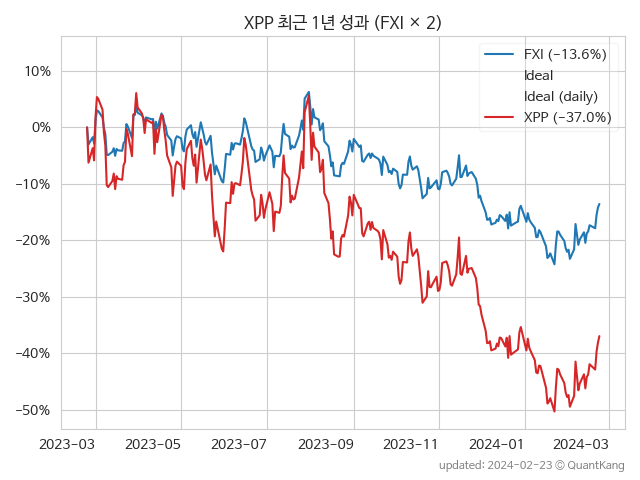 XPP 최근 1년 성과 (FXI × 2)
FXI (−13.6%)
Ideal
Ideal (daily)
XPP (−37.0%)
10%
0%
−10%
−20%
−30%
−40%
−50%
2023−03
2023−05
2023−07
2023−09
2023−11
2024−01
2024−03
updated: 2024−02−23 © QuantKang